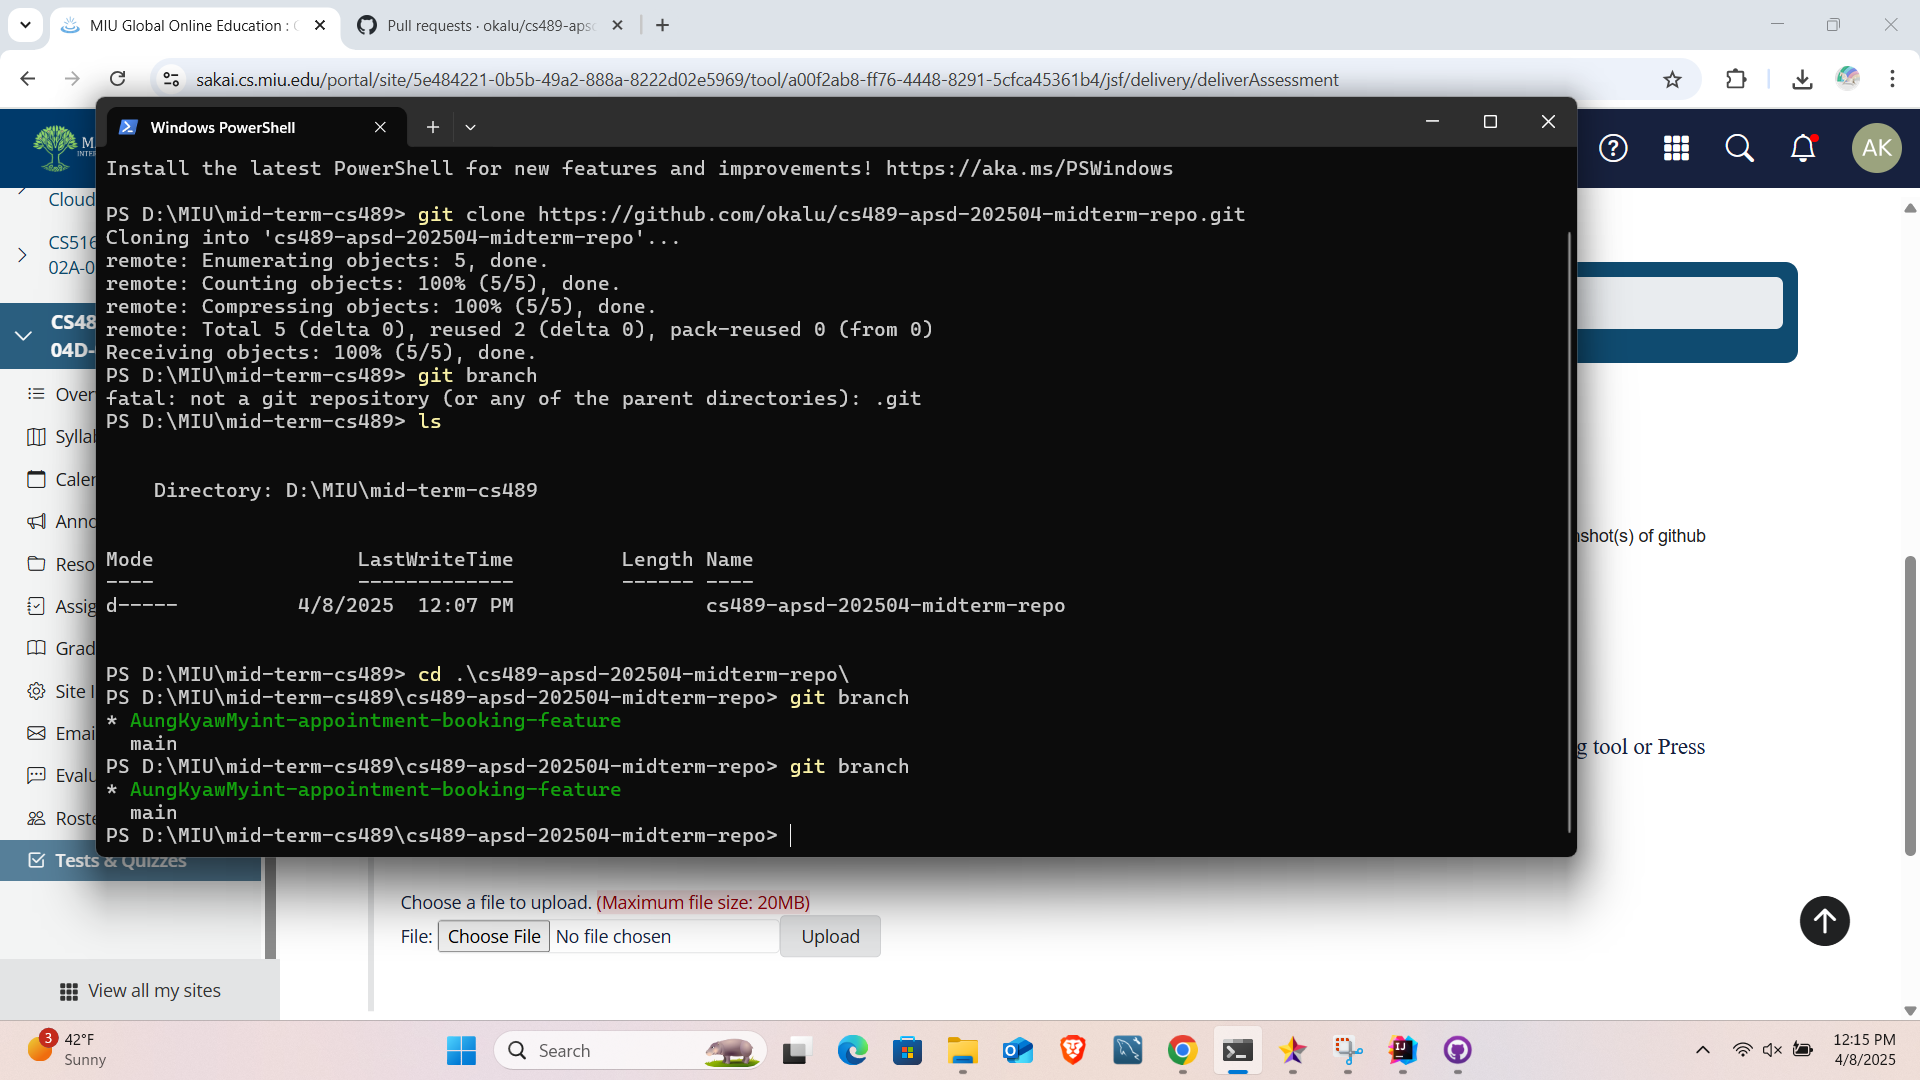 MIU Global Online Education :
Pull requests · okalu/cs489-aps
sakai.cs.miu.edu/portal/site/5e484221-0b5b-49a2-888a-8222d02e5969/tool/a00f2ab8-ff76-4448-8291-5cfca45361b4/jsf/delivery/deliverAssessment
Windows PowerShell
AK
Install the latest PowerShell for new features and improvements! https://aka.ms/PSWindows
PS D:\MIU\mid-term-cs489> git clone https://github.com/okalu/cs489-apsd-202504-midterm-repo.git
Cloning into 'cs489-apsd-202504-midterm-repo'...
remote: Enumerating objects: 5, done.
remote: Counting objects: 100% (5/5), done.
remote: Compressing objects: 100% (5/5), done.
remote: Total 5 (delta 0), reused 2 (delta 0), pack-reused 0 (from 0)
Receiving objects: 100% (5/5), done.
PS D:\MIU\mid-term-cs489> git branch
fatal: not a git repository (or any of the parent directories): .git
PS D:\MIU\mid-term-cs489> ls
Directory: D:\MIU\mid-term-cs489
Mode LastWriteTime Length Name
---- ------------- ------ ----
d----- 4/8/2025 12:07 PM cs489-apsd-202504-midterm-repo
PS D:\MIU\mid-term-cs489> cd .\cs489-apsd-202504-midterm-repo\
PS D:\MIU\mid-term-cs489\cs489-apsd-202504-midterm-repo> git branch
* AungKyawMyint-appointment-booking-feature
main
PS D:\MIU\mid-term-cs489\cs489-apsd-202504-midterm-repo> git branch
* AungKyawMyint-appointment-booking-feature
main
PS D:\MIU\mid-term-cs489\cs489-apsd-202504-midterm-repo>
Cloud
CS516
02A-0
CS48
04D-
Over
Syllab
Calen
Anno
Reso
Assig
Grad
Site I
Emai
Evalu
Roste
Tests & Quizzes
View all my sites
nshot(s) of github
g tool or Press
Choose a file to upload. (Maximum file size: 20MB)
File: Choose File No file chosen Upload
3
42°F
Sunny
Search
12:15 PM
4/8/2025